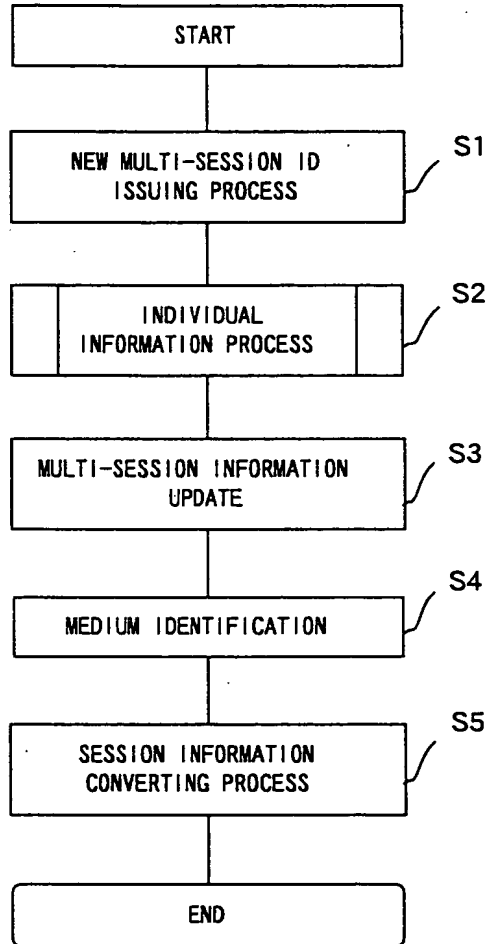 START
NEW MULTI-SESSION ID
ISSUING PROCESS
S1
INDIVIDUAL
INFORMATION PROCESS
S2
MULTI-SESSION INFORMATION
UPDATE
S3
MEDIUM IDENTIFICATION
S4
SESSION INFORMATION
CONVERTING PROCESS
S5
END